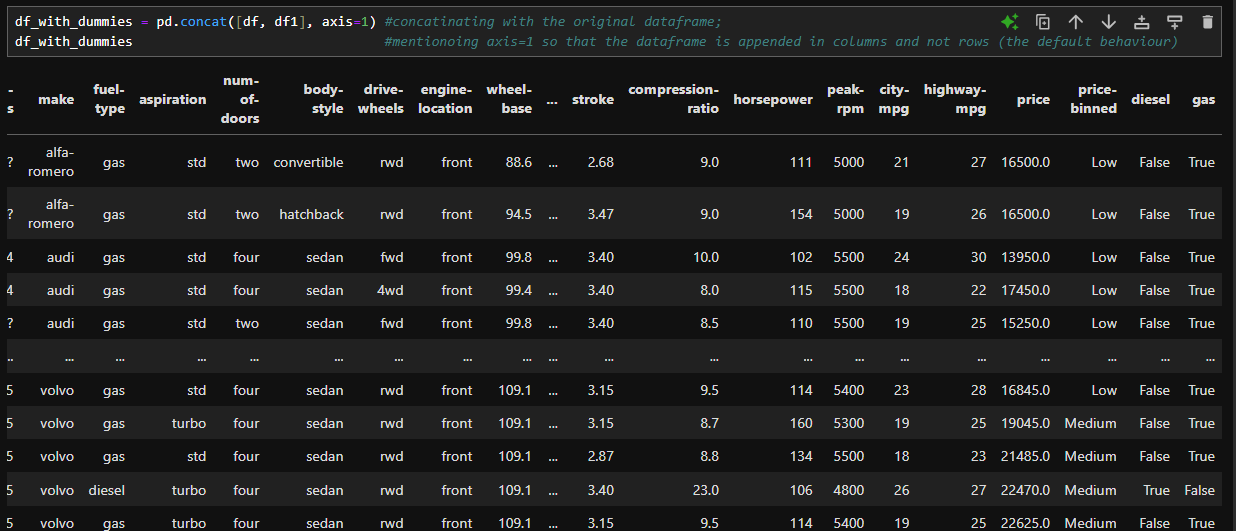 df_with_dummies = pd.concat([df, df1], axis=1) #concatinating with the original dataframe;
df_with_dummies #mentionoing axis=1 so that the dataframe is appended in columns and not rows (the default behaviour)
-s make fuel-type aspiration num-of-doors body-style drive-wheels engine-location wheel-base ... stroke compression-ratio horsepower peak-rpm city-mpg highway-mpg price price-binned diesel gas
? alfa-romero gas std two convertible rwd front 88.6 ... 2.68 9.0 111 5000 21 27 16500.0 Low False True
? alfa-romero gas std two hatchback rwd front 94.5 ... 3.47 9.0 154 5000 19 26 16500.0 Low False True
4 audi gas std four sedan fwd front 99.8 ... 3.40 10.0 102 5500 24 30 13950.0 Low False True
4 audi gas std four sedan 4wd front 99.4 ... 3.40 8.0 115 5500 18 22 17450.0 Low False True
? audi gas std two sedan fwd front 99.8 ... 3.40 8.5 110 5500 19 25 15250.0 Low False True
.. ... ... ... ... ... ... ... ... ... ... ... ... ... ... ... ... ... ... ...
5 volvo gas std four sedan rwd front 109.1 ... 3.15 9.5 114 5400 23 28 16845.0 Low False True
5 volvo gas turbo four sedan rwd front 109.1 ... 3.15 8.7 160 5300 19 25 19045.0 Medium False True
5 volvo gas std four sedan rwd front 109.1 ... 2.87 8.8 134 5500 18 23 21485.0 Medium False True
5 volvo diesel turbo four sedan rwd front 109.1 ... 3.40 23.0 106 4800 26 27 22470.0 Medium True False
5 volvo gas turbo four sedan rwd front 109.1 ... 3.15 9.5 114 5400 19 25 22625.0 Medium False True